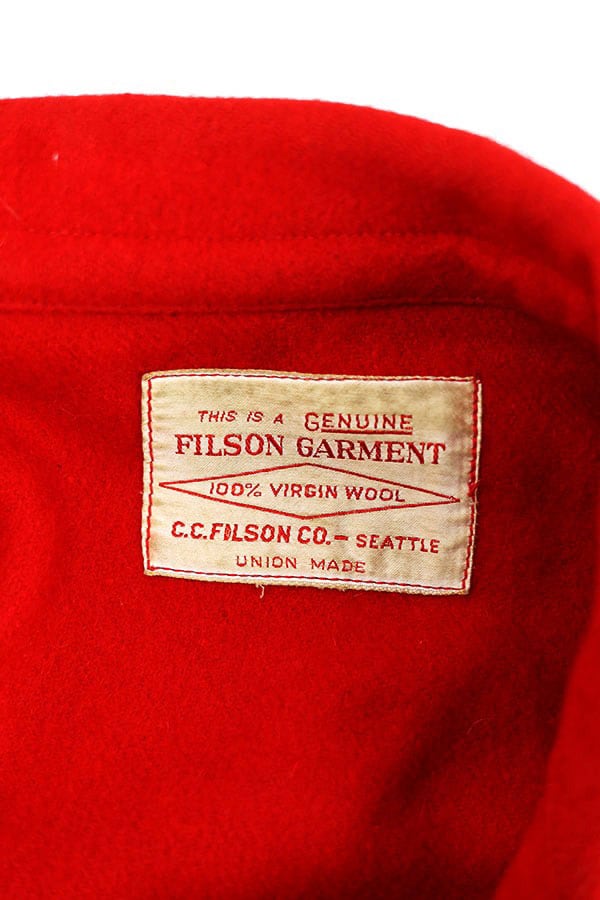 THIS IS A GENUINE
FILSON GARMENT
100% VIRGIN WOOL
C.C.FILSON CO.- SEATTLE
UNION MADE